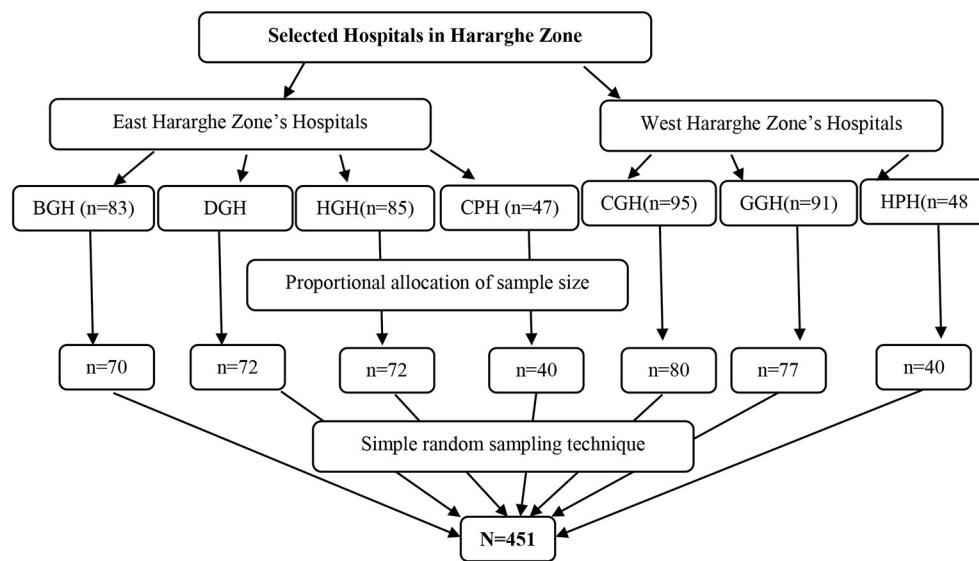 Selected Hospitals in Hararghe Zone
East Hararghe Zone's Hospitals
West Hararghe Zone's Hospitals
BGH (n=83)
DGH
HGH (n=85)
CPH (n=47)
CGH(n=95)
GGH(n=91)
HPH(n=48
Proportional allocation of sample size
n=70
n=72
n=72
n=40
n=80
n=77
n=40
Simple random sampling technique
N=451